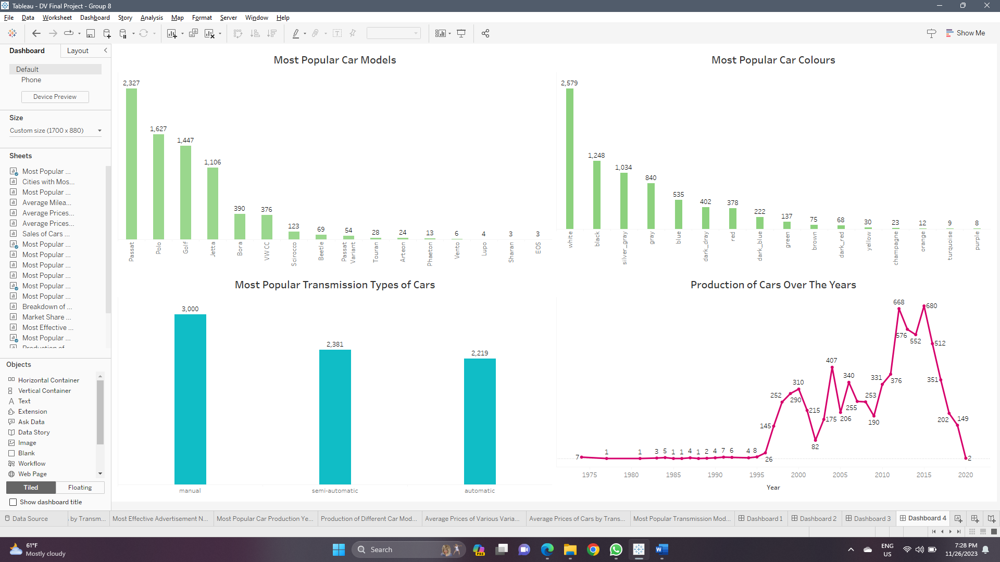 Tableau - DV Final Project - Group 8
File Data Worksheet Dashboard Story Analysis Map Format Server Window Help
Show Me
Dashboard Layout
Default
Phone
Device Preview
Size
Custom size (1700 x 880)
Sheets
Most Popular ...
Cities with Mos...
Most Popular ...
Average Milea...
Average Prices...
Average Prices...
Sales of Cars ...
Most Popular ...
Most Popular ...
Most Popular ...
Most Popular ...
Most Popular ...
Most Popular ...
Breakdown of ...
Market Share ...
Most Effective ...
Most Popular ...
Production of
Objects
Horizontal Container
Vertical Container
Text
Extension
Ask Data
Data Story
Image
Blank
Workflow
Web Page
Tiled Floating
Show dashboard title
Most Popular Car Models
2,327 1,627 1,447 1,106 390 376 123 69 54 28 24 13 6 4 3 3
Passat Polo Golf Jetta Bora VW CC Scirocco Beetle Passat Variant Touran Arteon Phaeton Vento Lupo Sharan EOS
Most Popular Car Colours
2,579 1,248 1,034 840 535 402 378 222 137 75 68 30 23 12 9 8
white black silver_gray gray blue dark_dray red dark_blue green brown dark_red yellow champagne orange turquoise purple
Most Popular Transmission Types of Cars
3,000 2,381 2,219
manual semi-automatic automatic
Production of Cars Over The Years
7 1 1 3 5 1 1 4 1 2 4 7 6 4 8 26 145 252 290 310 215 82 175 407 206 340 255 253 190 331 376 668 576 552 680 512 351 202 149 2
1975 1980 1985 1990 1995 2000 2005 2010 2015 2020
Year
Data Source by Transm... Most Effective Advertisement N... Most Popular Car Production Ye... Production of Different Car Mod... Average Prices of Various Varia... Average Prices of Cars by Trans... Most Popular Transmission Mod... Dashboard 1 Dashboard 2 Dashboard 3 Dashboard 4
61°F
Mostly cloudy
Search
PRE
ENG
US
7:28 PM
11/26/2023